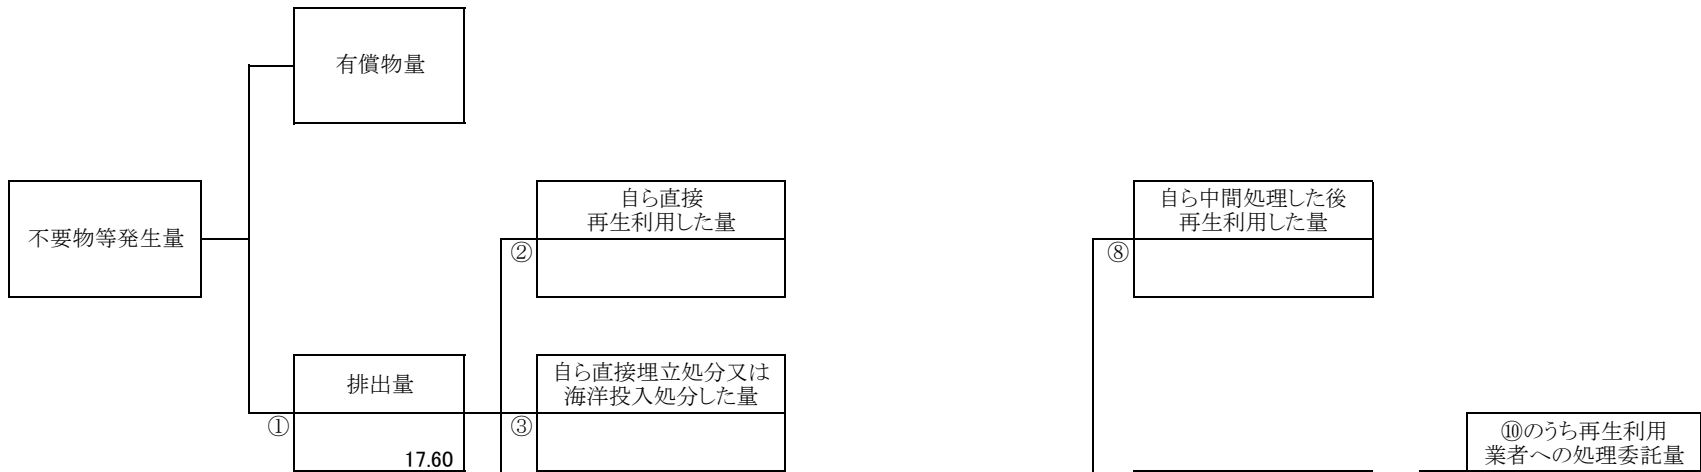 有償物量
不要物等発生量
自ら直接
再生利用した量
②
自ら中間処理した後
再生利用した量
⑧
排出量
①
17.60
自ら直接埋立処分又は
海洋投入処分した量
③
⑩のうち再生利用
業者への処理委託量